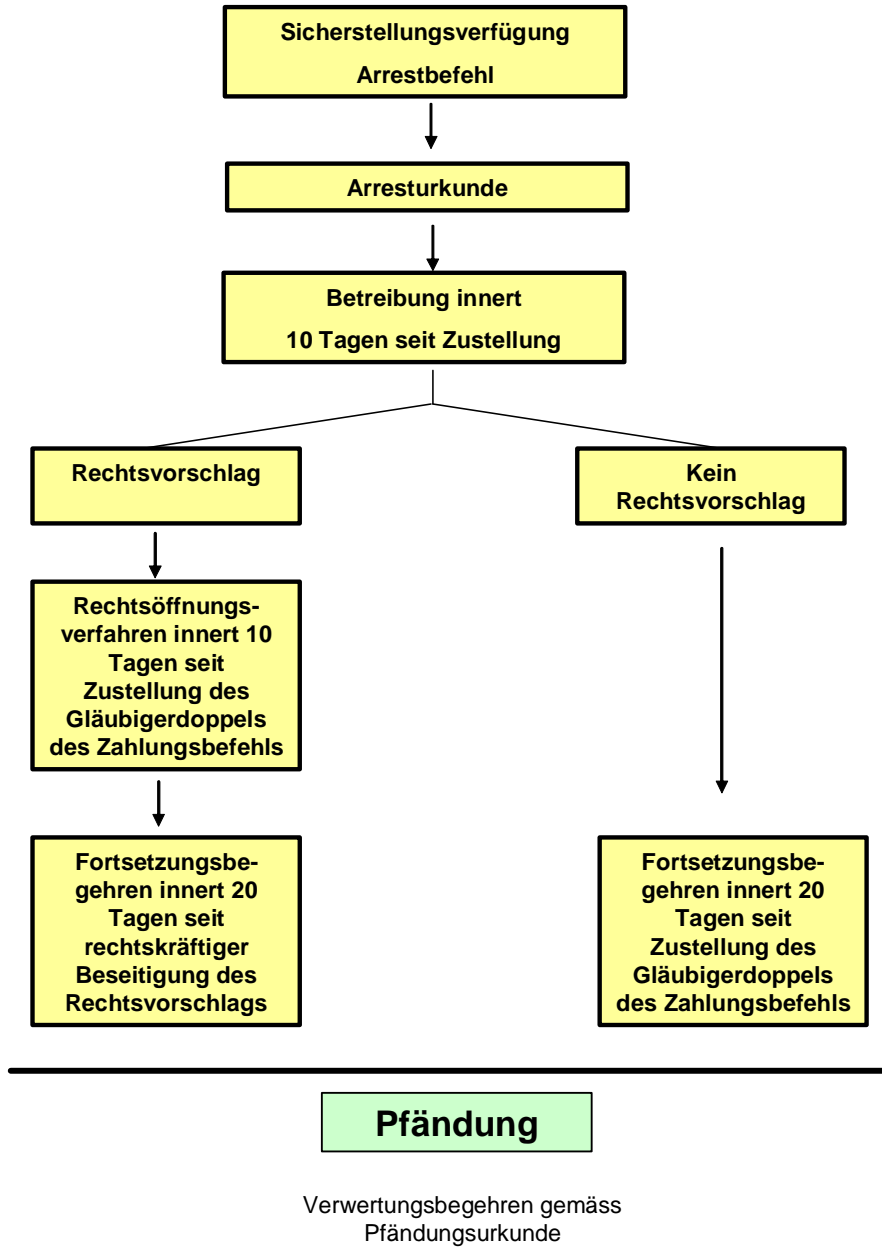 Sicherstellungsverfügung
Arrestbefehl
Arresturkunde
Betreibung innert
10 Tagen seit Zustellung
Rechtsvorschlag
Kein
Rechtsvorschlag
Rechtsöffnungs-
verfahren innert 10
Tagen seit
Zustellung des
Gläubigerdoppels
des Zahlungsbefehls
Fortsetzungsbe-
gehren innert 20
Tagen seit
rechtskräftiger
Beseitigung des
Rechtsvorschlags
Fortsetzungsbe-
gehren innert 20
Tagen seit
Zustellung des
Gläubigerdoppels
des Zahlungsbefehls
Pfändung
Verwertungsbegehren gemäss
Pfändungsurkunde